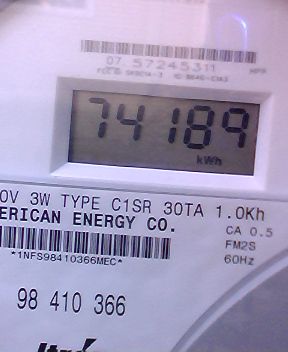 07 57245311
74189
kWh
0V 3W TYPE C1SR 30TA 1.0Kh
ERICAN ENERGY CO.
CA 0.5
FM2S
*1NFS98410366MEC*
60Hz
98 410 366